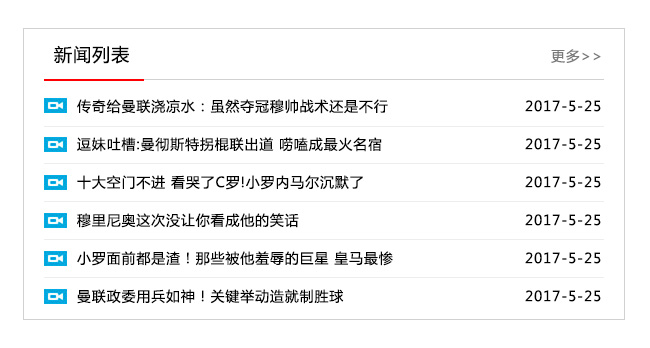 新闻列表 更多>>
传奇给曼联浇凉水：虽然夺冠穆帅战术还是不行 2017-5-25
逗妹吐槽:曼彻斯特拐棍联出道 唠嗑成最火名宿 2017-5-25
十大空门不进 看哭了C罗!小罗内马尔沉默了 2017-5-25
穆里尼奥这次没让你看成他的笑话 2017-5-25
小罗面前都是渣！那些被他羞辱的巨星 皇马最惨 2017-5-25
曼联政委用兵如神！关键举动造就制胜球 2017-5-25